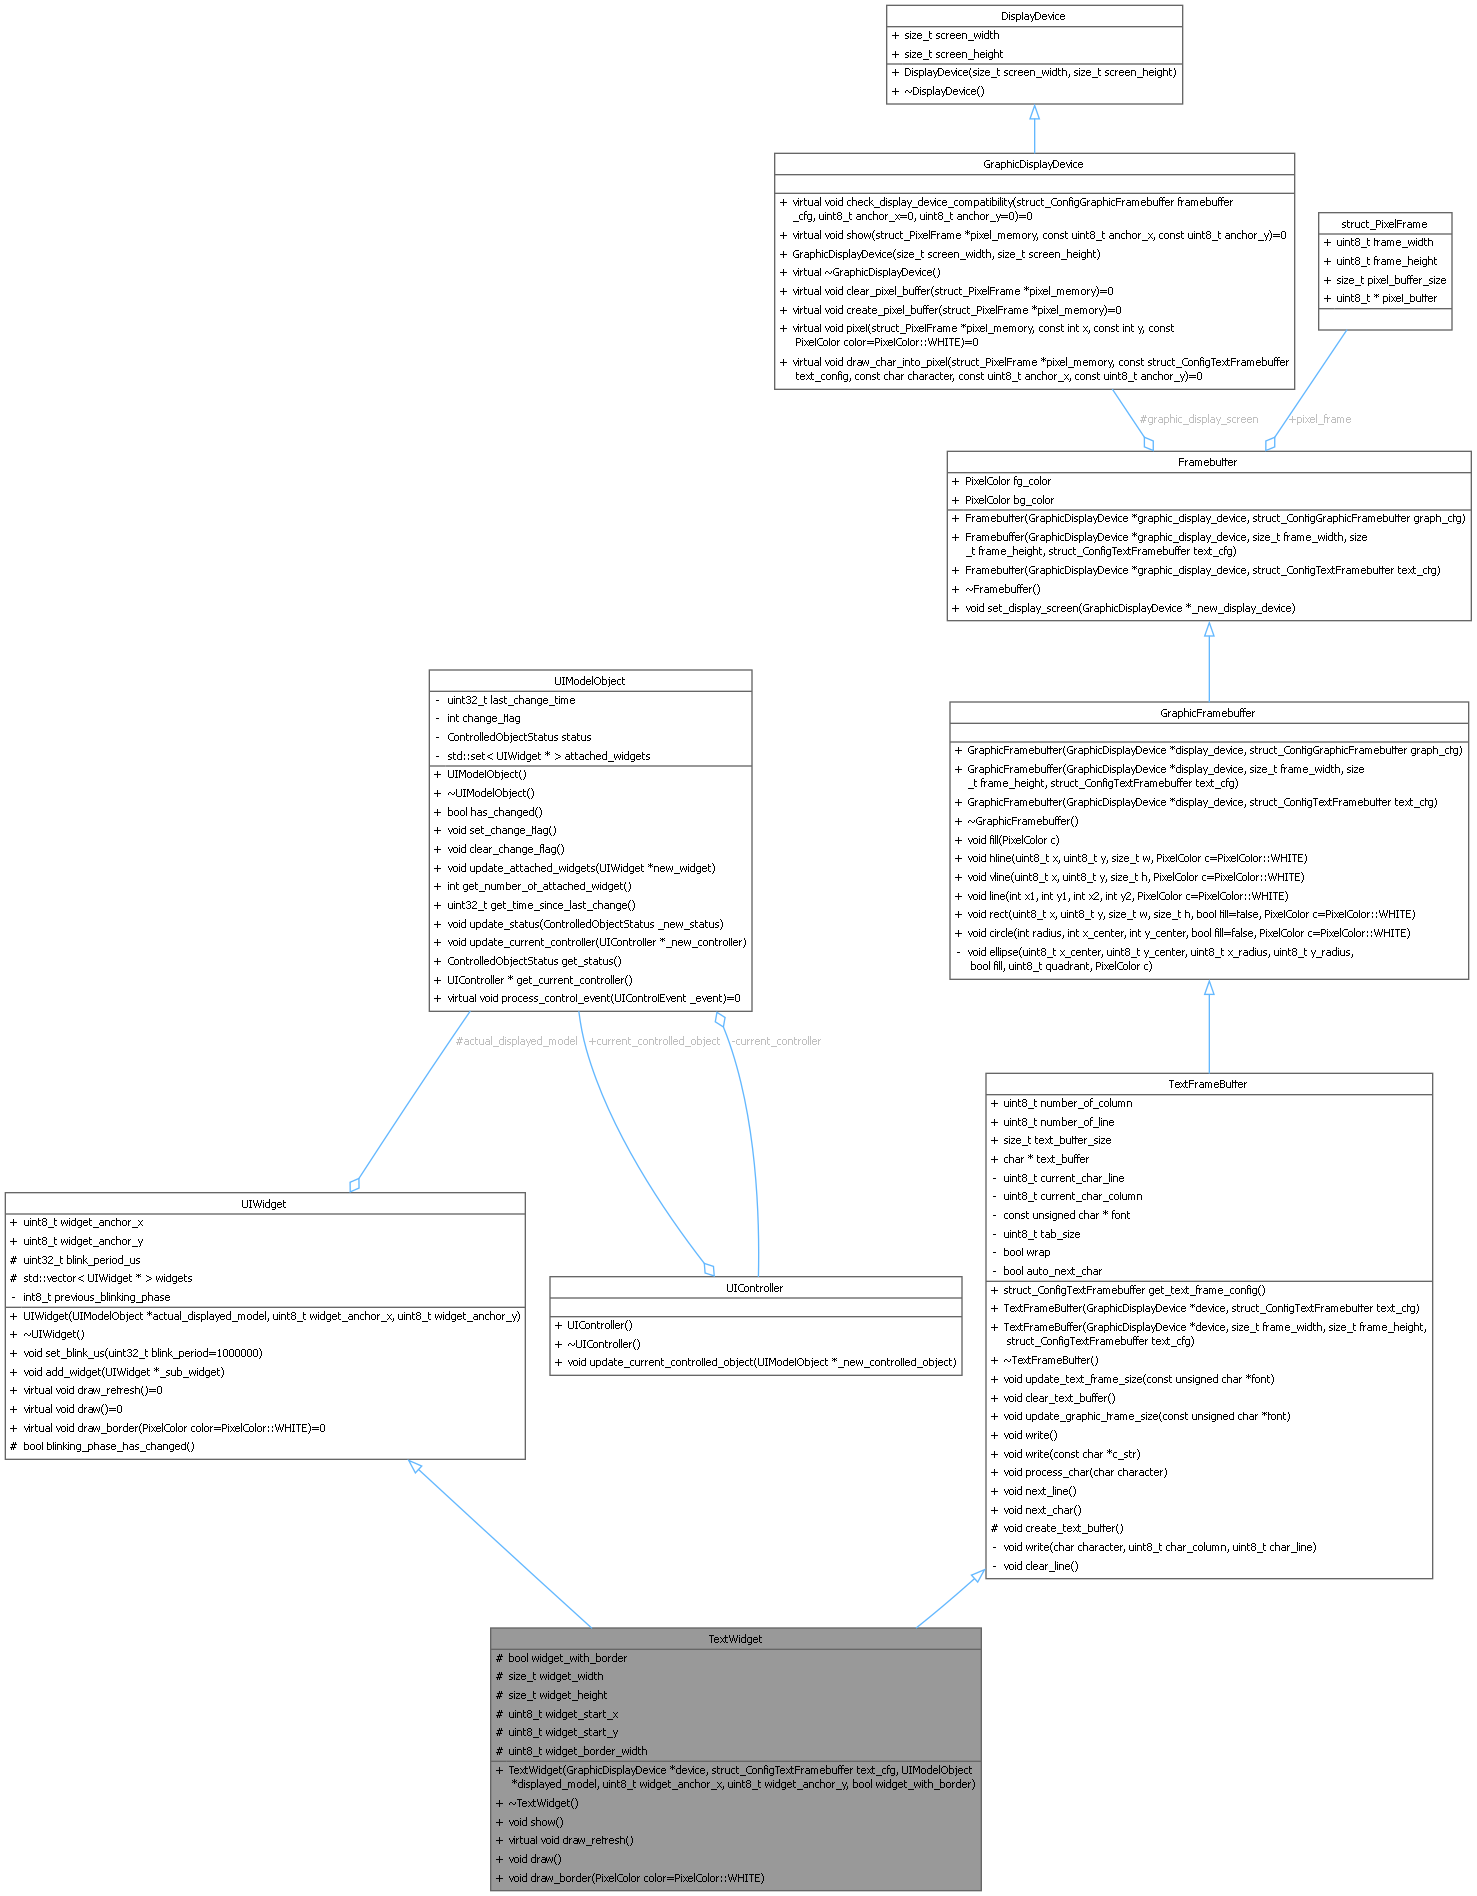 DisplayDevice
+ size_t screen_width
+ size_t screen_height
+ DisplayDevice(size_t screen_width, size_t screen_height)
+ ~DisplayDevice()
GraphicDisplayDevice
+ virtual void check_display_device_compatibility(struct_ConfigGraphicFramebuffer framebuffer
_cfg, uint8_t anchor_x=0, uint8_t anchor_y=0)=0
+ virtual void show(struct_PixelFrame *pixel_memory, const uint8_t anchor_x, const uint8_t anchor_y)=0
+ GraphicDisplayDevice(size_t screen_width, size_t screen_height)
+ virtual ~GraphicDisplayDevice()
+ virtual void clear_pixel_buffer(struct_PixelFrame *pixel_memory)=0
+ virtual void create_pixel_buffer(struct_PixelFrame *pixel_memory)=0
+ virtual void pixel(struct_PixelFrame *pixel_memory, const int x, const int y, const
PixelColor color=PixelColor::WHITE)=0
+ virtual void draw_char_into_pixel(struct_PixelFrame *pixel_memory, const struct_ConfigTextFramebuffer
text_config, const char character, const uint8_t anchor_x, const uint8_t anchor_y)=0
struct_PixelFrame
+ uint8_t frame_width
+ uint8_t frame_height
+ size_t pixel_buffer_size
+ uint8_t * pixel_buffer
#graphic_display_screen
+pixel_frame
Framebuffer
+ PixelColor fg_color
+ PixelColor bg_color
+ Framebuffer(GraphicDisplayDevice *graphic_display_device, struct_ConfigGraphicFramebuffer graph_cfg)
+ Framebuffer(GraphicDisplayDevice *graphic_display_device, size_t frame_width, size
_t frame_height, struct_ConfigTextFramebuffer text_cfg)
+ Framebuffer(GraphicDisplayDevice *graphic_display_device, struct_ConfigTextFramebuffer text_cfg)
+ ~Framebuffer()
+ void set_display_screen(GraphicDisplayDevice *_new_display_device)
GraphicFramebuffer
+ GraphicFramebuffer(GraphicDisplayDevice *display_device, struct_ConfigGraphicFramebuffer graph_cfg)
+ GraphicFramebuffer(GraphicDisplayDevice *display_device, size_t frame_width, size
_t frame_height, struct_ConfigTextFramebuffer text_cfg)
+ GraphicFramebuffer(GraphicDisplayDevice *display_device, struct_ConfigTextFramebuffer text_cfg)
+ ~GraphicFramebuffer()
+ void fill(PixelColor c)
+ void hline(uint8_t x, uint8_t y, size_t w, PixelColor c=PixelColor::WHITE)
+ void vline(uint8_t x, uint8_t y, size_t h, PixelColor c=PixelColor::WHITE)
+ void line(int x1, int y1, int x2, int y2, PixelColor c=PixelColor::WHITE)
+ void rect(uint8_t x, uint8_t y, size_t w, size_t h, bool fill=false, PixelColor c=PixelColor::WHITE)
+ void circle(int radius, int x_center, int y_center, bool fill=false, PixelColor c=PixelColor::WHITE)
- void ellipse(uint8_t x_center, uint8_t y_center, uint8_t x_radius, uint8_t y_radius,
bool fill, uint8_t quadrant, PixelColor c)
UIModelObject
- uint32_t last_change_time
- int change_flag
- ControlledObjectStatus status
- std::set< UIWidget * > attached_widgets
+ UIModelObject()
+ ~UIModelObject()
+ bool has_changed()
+ void set_change_flag()
+ void clear_change_flag()
+ void update_attached_widgets(UIWidget *new_widget)
+ int get_number_of_attached_widget()
+ uint32_t get_time_since_last_change()
+ void update_status(ControlledObjectStatus _new_status)
+ void update_current_controller(UIController *_new_controller)
+ ControlledObjectStatus get_status()
+ UIController * get_current_controller()
+ virtual void process_control_event(UIControlEvent _event)=0
#actual_displayed_model
+current_controlled_object
-current_controller
TextFrameBuffer
+ uint8_t number_of_column
+ uint8_t number_of_line
+ size_t text_buffer_size
+ char * text_buffer
- uint8_t current_char_line
- uint8_t current_char_column
- const unsigned char * font
- uint8_t tab_size
- bool wrap
- bool auto_next_char
+ struct_ConfigTextFramebuffer get_text_frame_config()
+ TextFrameBuffer(GraphicDisplayDevice *device, struct_ConfigTextFramebuffer text_cfg)
+ TextFrameBuffer(GraphicDisplayDevice *device, size_t frame_width, size_t frame_height,
struct_ConfigTextFramebuffer text_cfg)
+ ~TextFrameBuffer()
+ void update_text_frame_size(const unsigned char *font)
+ void clear_text_buffer()
+ void update_graphic_frame_size(const unsigned char *font)
+ void write()
+ void write(const char *c_str)
+ void process_char(char character)
+ void next_line()
+ void next_char()
# void create_text_buffer()
- void write(char character, uint8_t char_column, uint8_t char_line)
- void clear_line()
UIWidget
+ uint8_t widget_anchor_x
+ uint8_t widget_anchor_y
# uint32_t blink_period_us
# std::vector< UIWidget * > widgets
- int8_t previous_blinking_phase
+ UIWidget(UIModelObject *actual_displayed_model, uint8_t widget_anchor_x, uint8_t widget_anchor_y)
+ ~UIWidget()
+ void set_blink_us(uint32_t blink_period=1000000)
+ void add_widget(UIWidget *_sub_widget)
+ virtual void draw_refresh()=0
+ virtual void draw()=0
+ virtual void draw_border(PixelColor color=PixelColor::WHITE)=0
# bool blinking_phase_has_changed()
UIController
+ UIController()
+ ~UIController()
+ void update_current_controlled_object(UIModelObject *_new_controlled_object)
TextWidget
# bool widget_with_border
# size_t widget_width
# size_t widget_height
# uint8_t widget_start_x
# uint8_t widget_start_y
# uint8_t widget_border_width
+ TextWidget(GraphicDisplayDevice *device, struct_ConfigTextFramebuffer text_cfg, UIModelObject
*displayed_model, uint8_t widget_anchor_x, uint8_t widget_anchor_y, bool widget_with_border)
+ ~TextWidget()
+ void show()
+ virtual void draw_refresh()
+ void draw()
+ void draw_border(PixelColor color=PixelColor::WHITE)